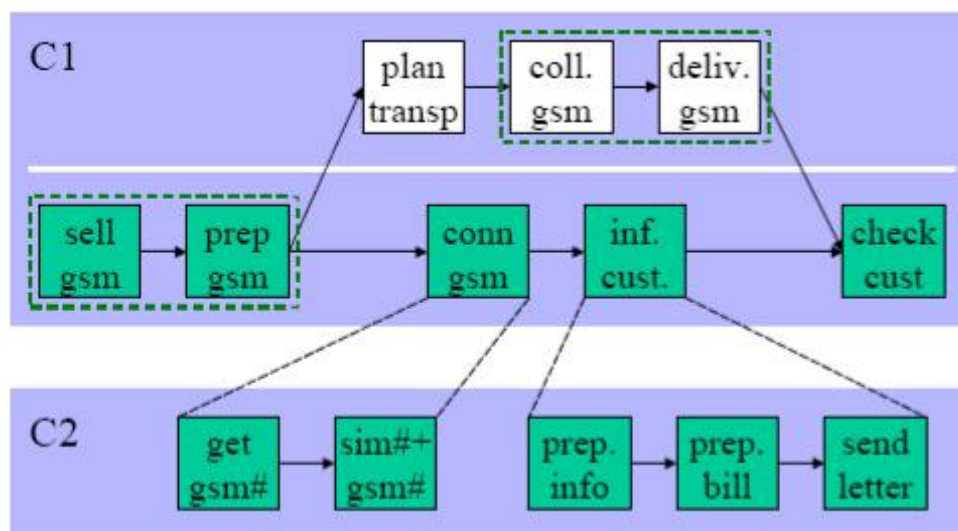 C1
plan
transp
coll.
gsm
deliv.
gsm
sell
gsm
prep
gsm
conn
gsm
inf.
cust.
check
cust
C2
get
gsm#
sim#+
gsm#
prep.
info
prep.
bill
send
letter